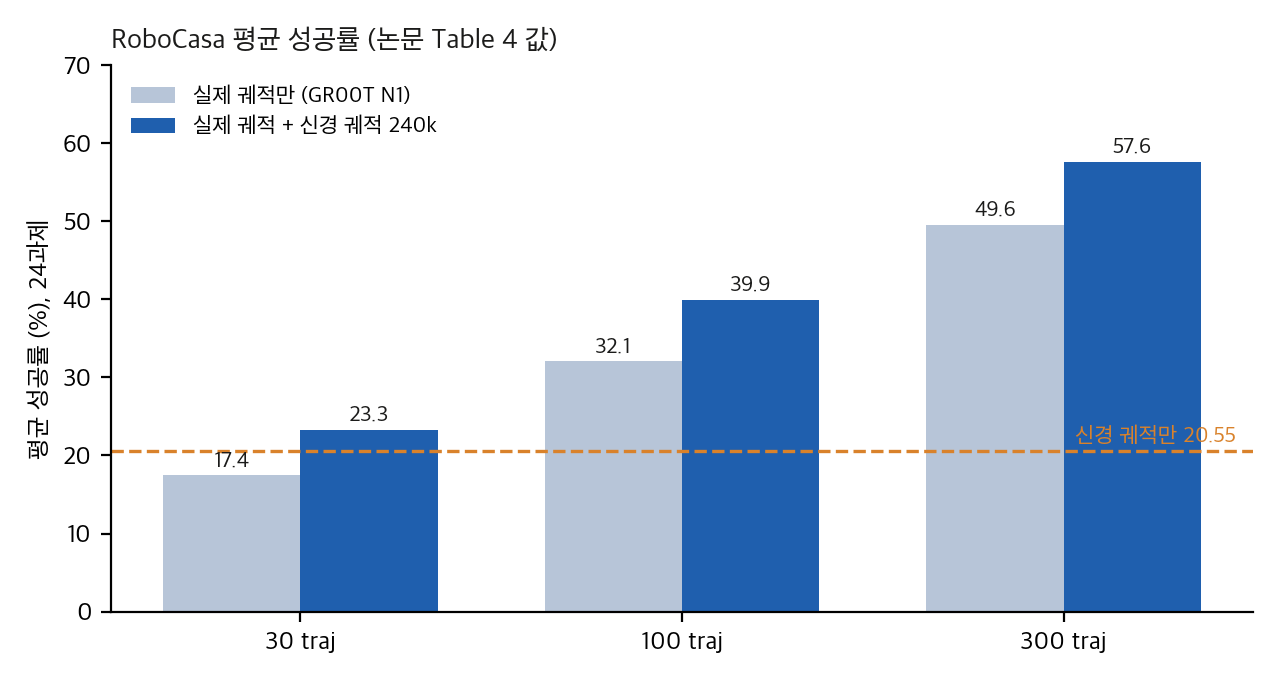 RoboCasa 평균 성공률 (논문 Table 4 값)
평균 성공률 (%), 24과제
70
60
50
40
30
20
10
0
실제 궤적만 (GR00T N1)
실제 궤적 + 신경 궤적 240k
17.4
23.3
32.1
39.9
49.6
57.6
신경 궤적만 20.55
30 traj
100 traj
300 traj